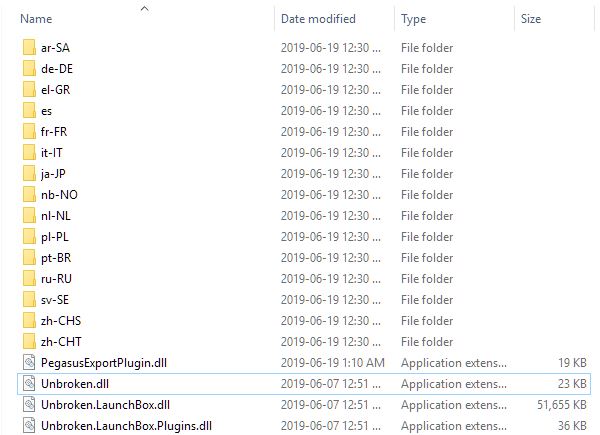 Name Date modified Type Size
ar-SA 2019-06-19 12:30 ... File folder
de-DE 2019-06-19 12:30 ... File folder
el-GR 2019-06-19 12:30 ... File folder
es 2019-06-19 12:30 ... File folder
fr-FR 2019-06-19 12:30 ... File folder
it-IT 2019-06-19 12:30 ... File folder
ja-JP 2019-06-19 12:30 ... File folder
nb-NO 2019-06-19 12:30 ... File folder
nl-NL 2019-06-19 12:30 ... File folder
pl-PL 2019-06-19 12:30 ... File folder
pt-BR 2019-06-19 12:30 ... File folder
ru-RU 2019-06-19 12:30 ... File folder
sv-SE 2019-06-19 12:30 ... File folder
zh-CHS 2019-06-19 12:30 ... File folder
zh-CHT 2019-06-19 12:30 ... File folder
PegasusExportPlugin.dll 2019-06-19 1:10 AM Application extens... 19 KB
Unbroken.dll 2019-06-07 12:51 ... Application extens... 23 KB
Unbroken.LaunchBox.dll 2019-06-07 12:51 ... Application extens... 51,655 KB
Unbroken.LaunchBox.Plugins.dll 2019-06-07 12:51 ... Application extens... 36 KB